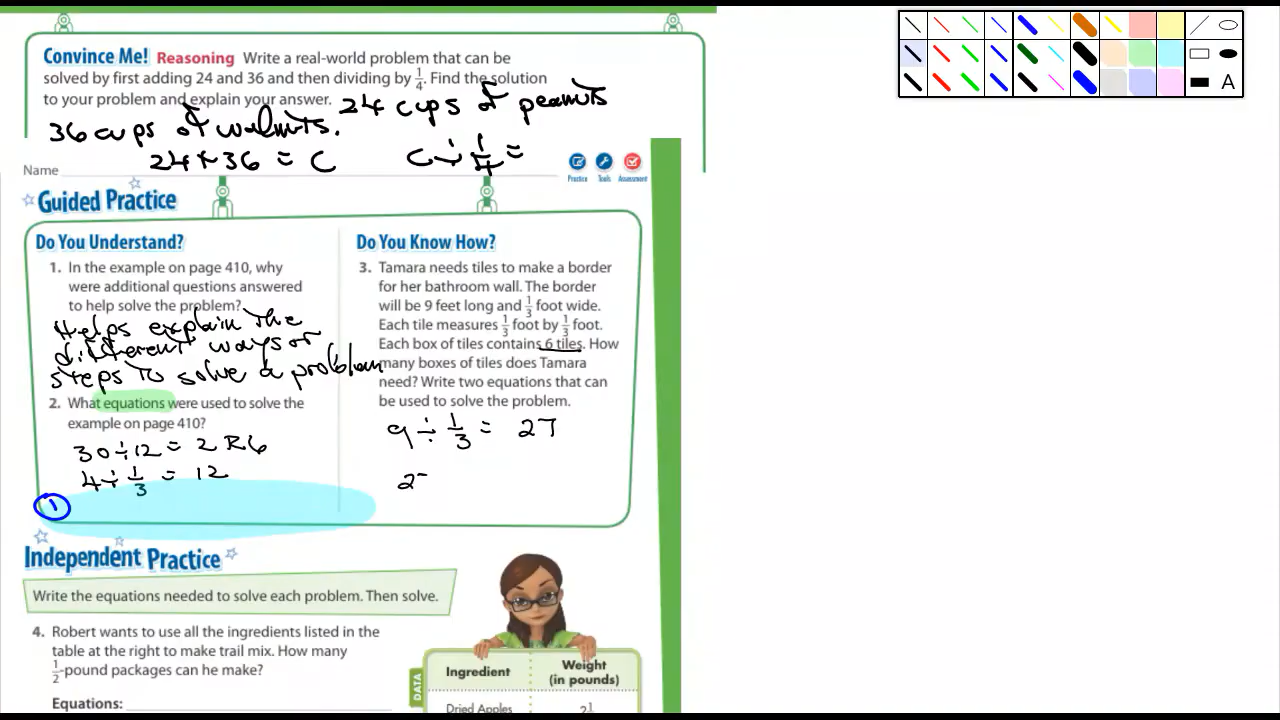 Convince Me! Reasoning Write a real-world problem that can be
solved by first adding 24 and 36 and then dividing by 1/4. Find the solution
to your problem and explain your answer.
24 cups of peanuts
36 cups of walnuts.
24+36 = C
C ÷ 1/4 =
Name
Practice Tools Assessment
Guided Practice
Do You Understand?
1. In the example on page 410, why
were additional questions answered
to help solve the problem?
Helps explain the
different ways or
steps to solve a problem
2. What equations were used to solve the
example on page 410?
30 ÷ 12 = 2 R6
4 ÷ 1/3 = 12
1
Do You Know How?
3. Tamara needs tiles to make a border
for her bathroom wall. The border
will be 9 feet long and 1/3 foot wide.
Each tile measures 1/3 foot by 1/3 foot.
Each box of tiles contains 6 tiles. How
many boxes of tiles does Tamara
need? Write two equations that can
be used to solve the problem.
9 ÷ 1/3 = 27
Independent Practice
Write the equations needed to solve each problem. Then solve.
4. Robert wants to use all the ingredients listed in the
table at the right to make trail mix. How many
1/2-pound packages can he make?
Equations:
DATA
Ingredient Weight
(in pounds)
Dried Apples
A